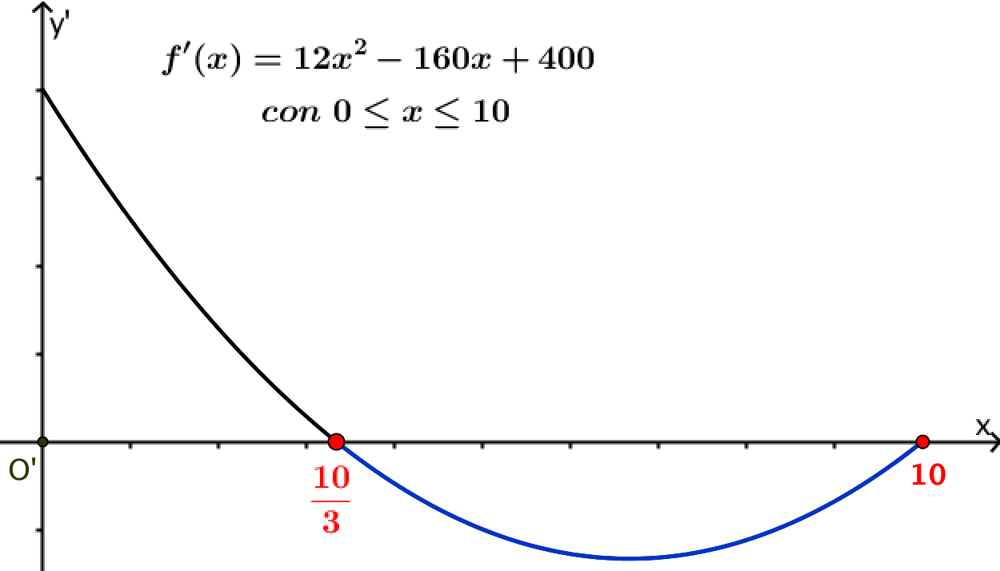 y'
f′(x) = 12x² − 160x + 400
con 0 ≤ x ≤ 10
x
O'
10/3
10